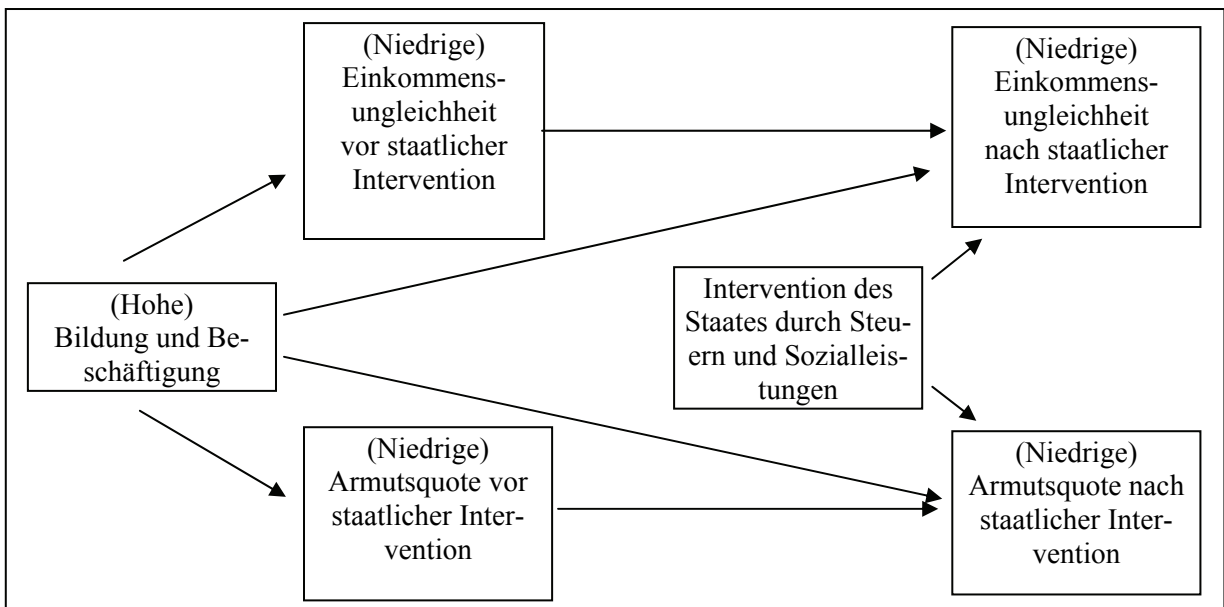 (Niedrige)
Einkommens-
ungleichheit
vor staatlicher
Intervention
(Niedrige)
Einkommens-
ungleichheit
nach staatlicher
Intervention
(Hohe)
Bildung und Be-
schäftigung
Intervention des
Staates durch Steu-
ern und Sozialleis-
tungen
(Niedrige)
Armutsquote vor
staatlicher Inter-
vention
(Niedrige)
Armutsquote nach
staatlicher Inter-
vention